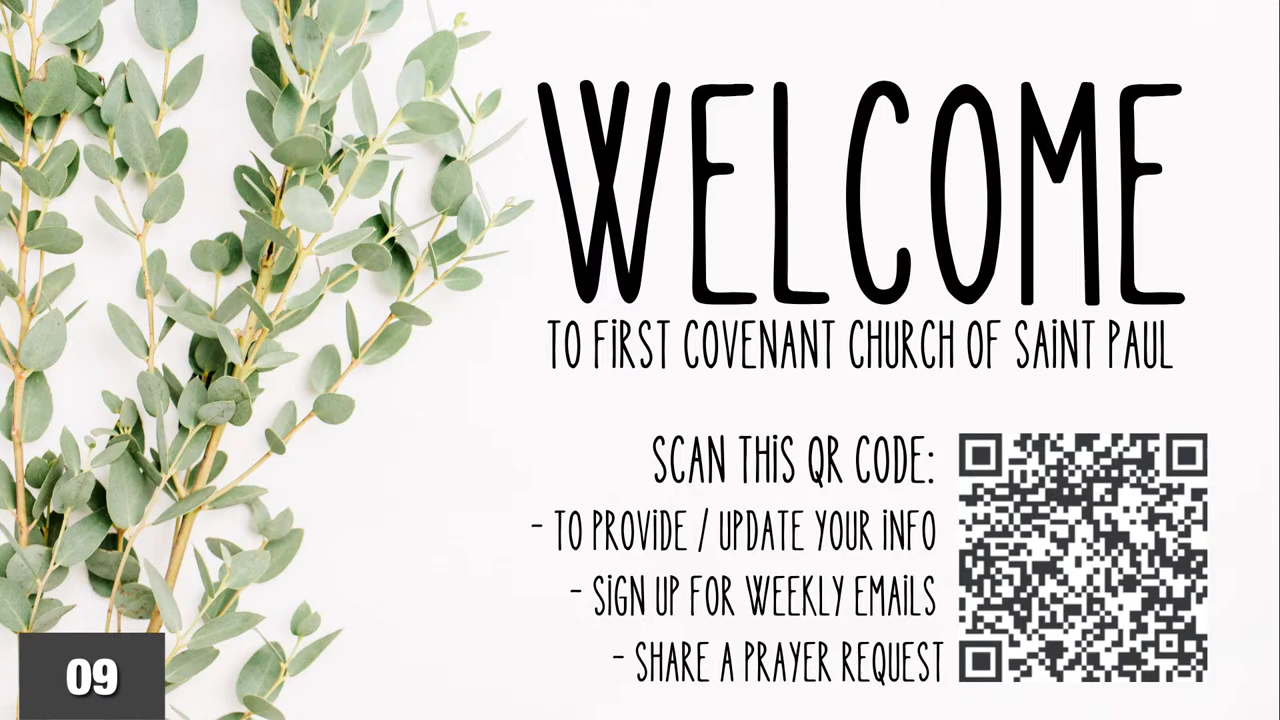 WELCOME
TO FiRST COVENANT CHURCH OF SAiNT PAUL
SCAN THiS QR CODE:
- TO PROViDE / UPDATE YOUR iNFO
- SiGN UP FOR WEEKLY EMAiLS
- SHARE A PRAYER REQUEST
09